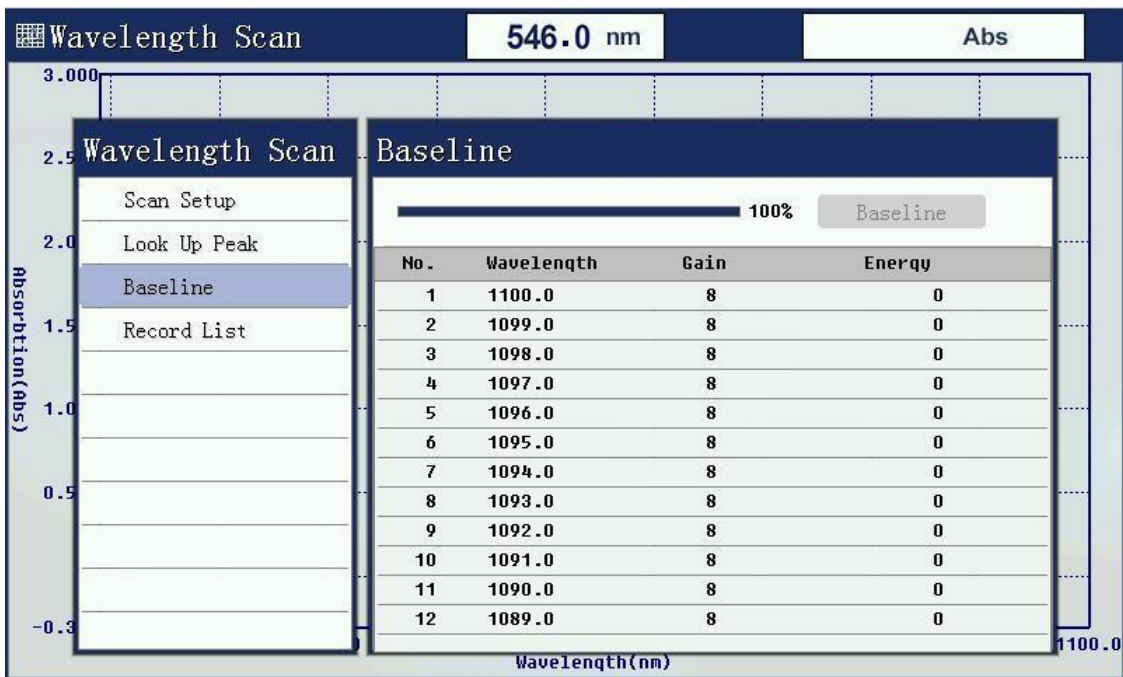 Wavelength Scan 546.0 nm Abs
3.000
2.5
2.0
1.5
1.0
0.5
-0.3
Absorbtion(Abs)
Wavelength Scan
Scan Setup
Look Up Peak
Baseline
Record List
Baseline
100% Baseline
No. Wavelength Gain Energy
1 1100.0 8 0
2 1099.0 8 0
3 1098.0 8 0
4 1097.0 8 0
5 1096.0 8 0
6 1095.0 8 0
7 1094.0 8 0
8 1093.0 8 0
9 1092.0 8 0
10 1091.0 8 0
11 1090.0 8 0
12 1089.0 8 0
1100.0
Wavelength(nm)